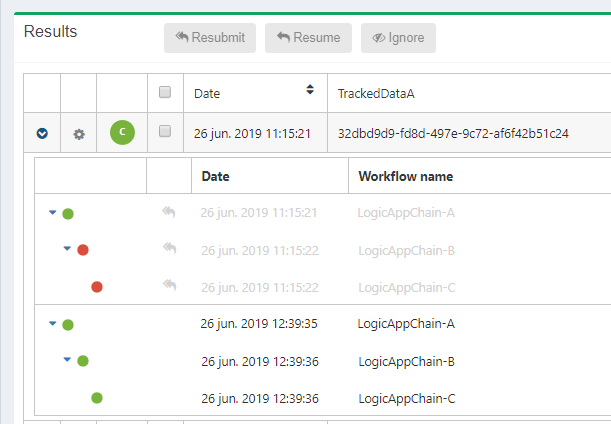 Results
Resubmit Resume Ignore
Date TrackedDataA
C 26 jun. 2019 11:15:21 32dbd9d9-fd8d-497e-9c72-af6f42b51c24
Date Workflow name
26 jun. 2019 11:15:21 LogicAppChain-A
26 jun. 2019 11:15:22 LogicAppChain-B
26 jun. 2019 11:15:22 LogicAppChain-C
26 jun. 2019 12:39:35 LogicAppChain-A
26 jun. 2019 12:39:36 LogicAppChain-B
26 jun. 2019 12:39:36 LogicAppChain-C